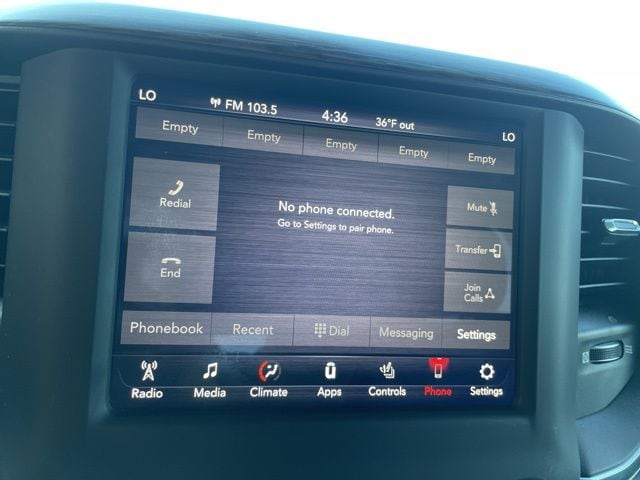 LO FM 103.5 4:36 36°F out LO
Empty Empty Empty Empty Empty
Redial
No phone connected.
Go to Settings to pair phone.
Mute
Transfer
End
Join
Calls
Phonebook Recent Dial Messaging Settings
Radio Media Climate Apps Controls Phone Settings